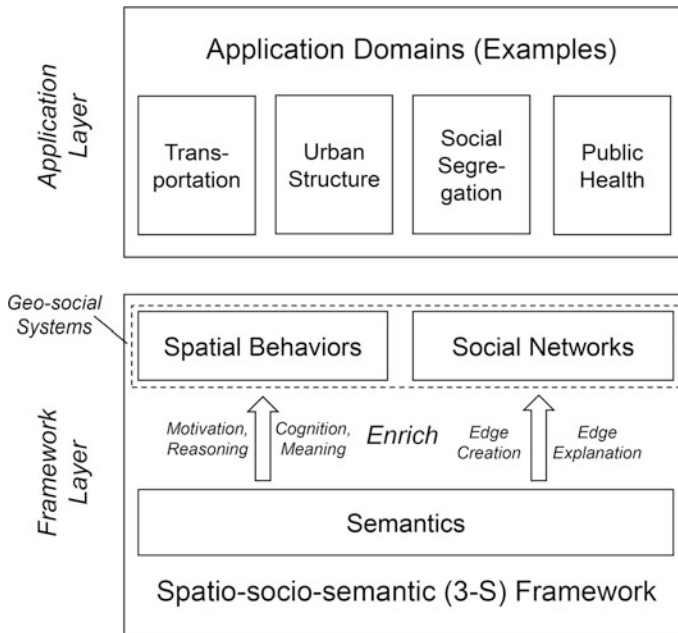 Application Layer
Application Domains (Examples)
Trans-
portation
Urban
Structure
Social
Segre-
gation
Public
Health
Geo-social
Systems
Framework Layer
Spatial Behaviors
Social Networks
Motivation,
Reasoning
Cognition,
Meaning
Enrich
Edge
Creation
Edge
Explanation
Semantics
Spatio-socio-semantic (3-S) Framework